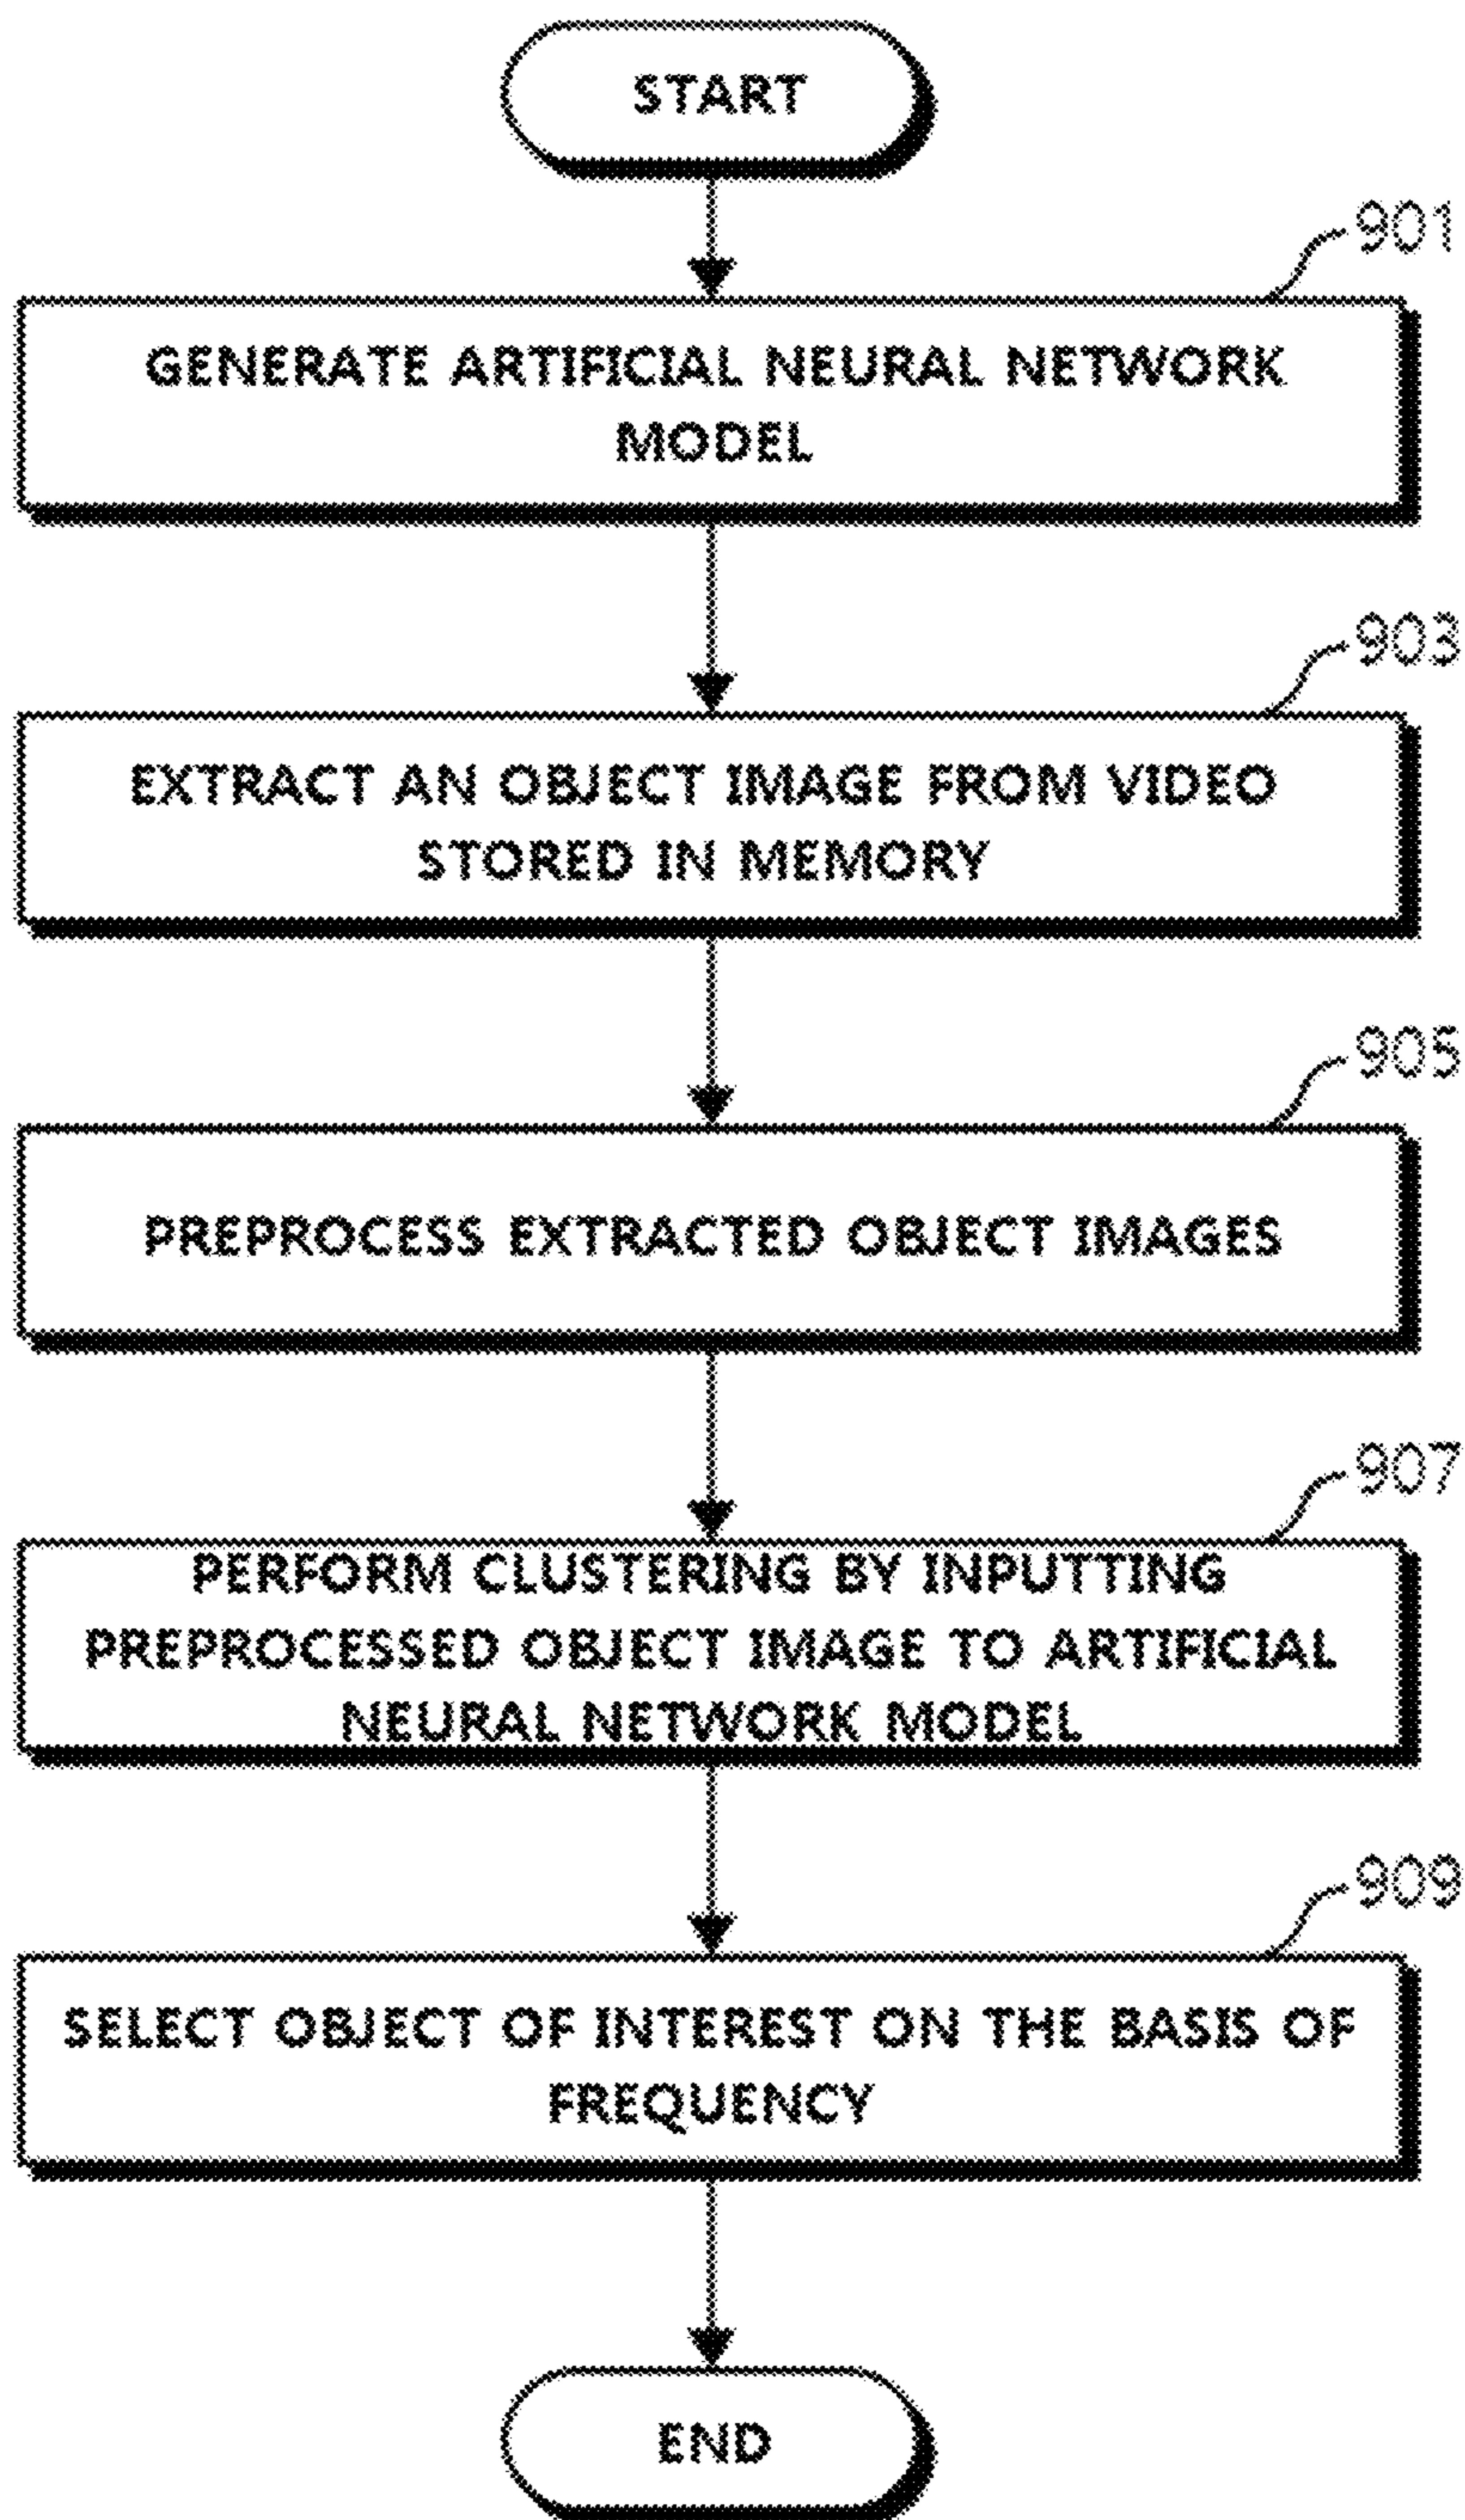 START
901
GENERATE ARTIFICIAL NEURAL NETWORK
MODEL
903
EXTRACT AN OBJECT IMAGE FROM VIDEO
STORED IN MEMORY
905
PREPROCESS EXTRACTED OBJECT IMAGES
907
PERFORM CLUSTERING BY INPUTTING
PREPROCESSED OBJECT IMAGE TO ARTIFICIAL
NEURAL NETWORK MODEL
909
SELECT OBJECT OF INTEREST ON THE BASIS OF
FREQUENCY
END